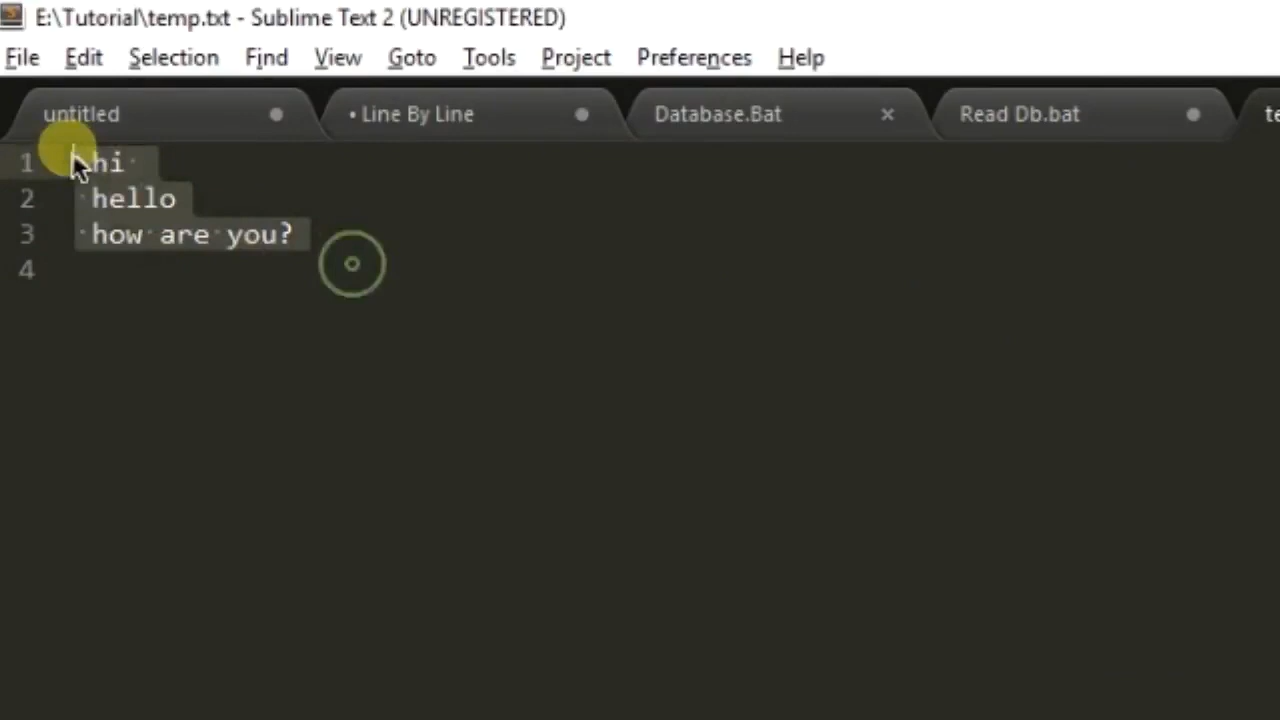 E:\Tutorial\temp.txt - Sublime Text 2 (UNREGISTERED)
File Edit Selection Find View Goto Tools Project Preferences Help
untitled • Line By Line Database.Bat × Read Db.bat te
1 hi
2 hello
3 how are you?
4